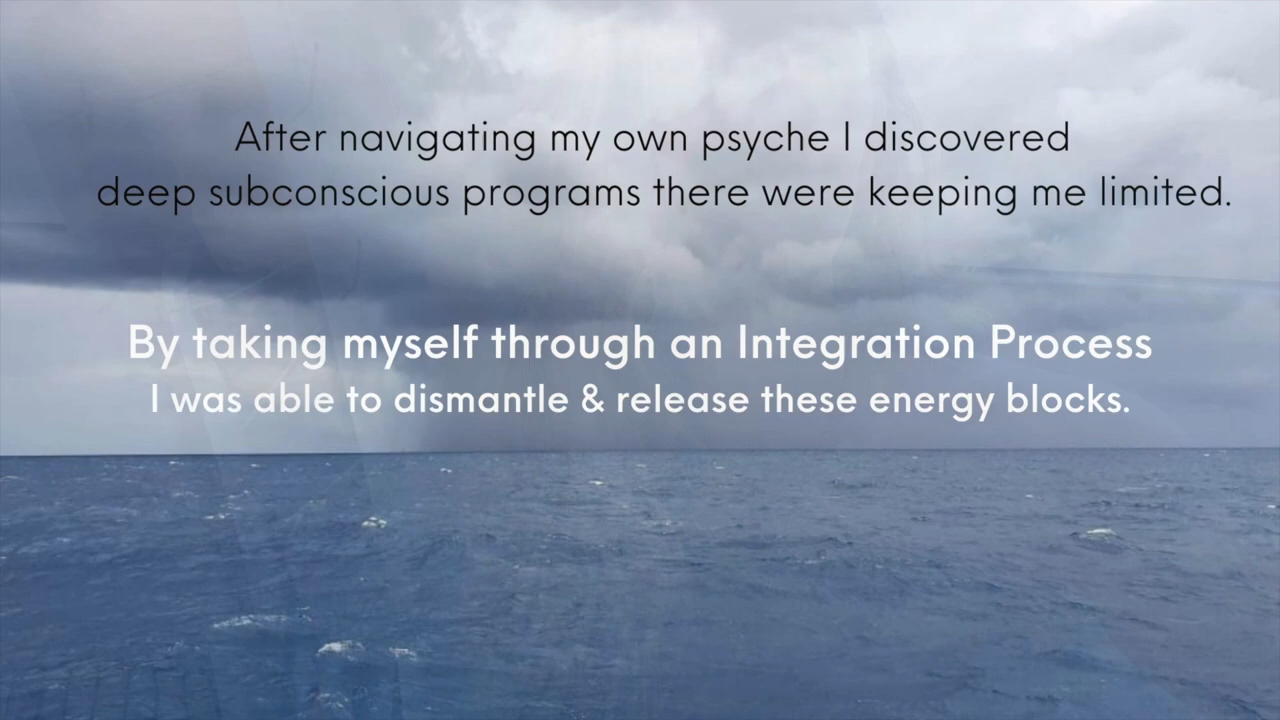 After navigating my own psyche I discovered
deep subconscious programs there were keeping me limited.
By taking myself through an Integration Process
I was able to dismantle & release these energy blocks.